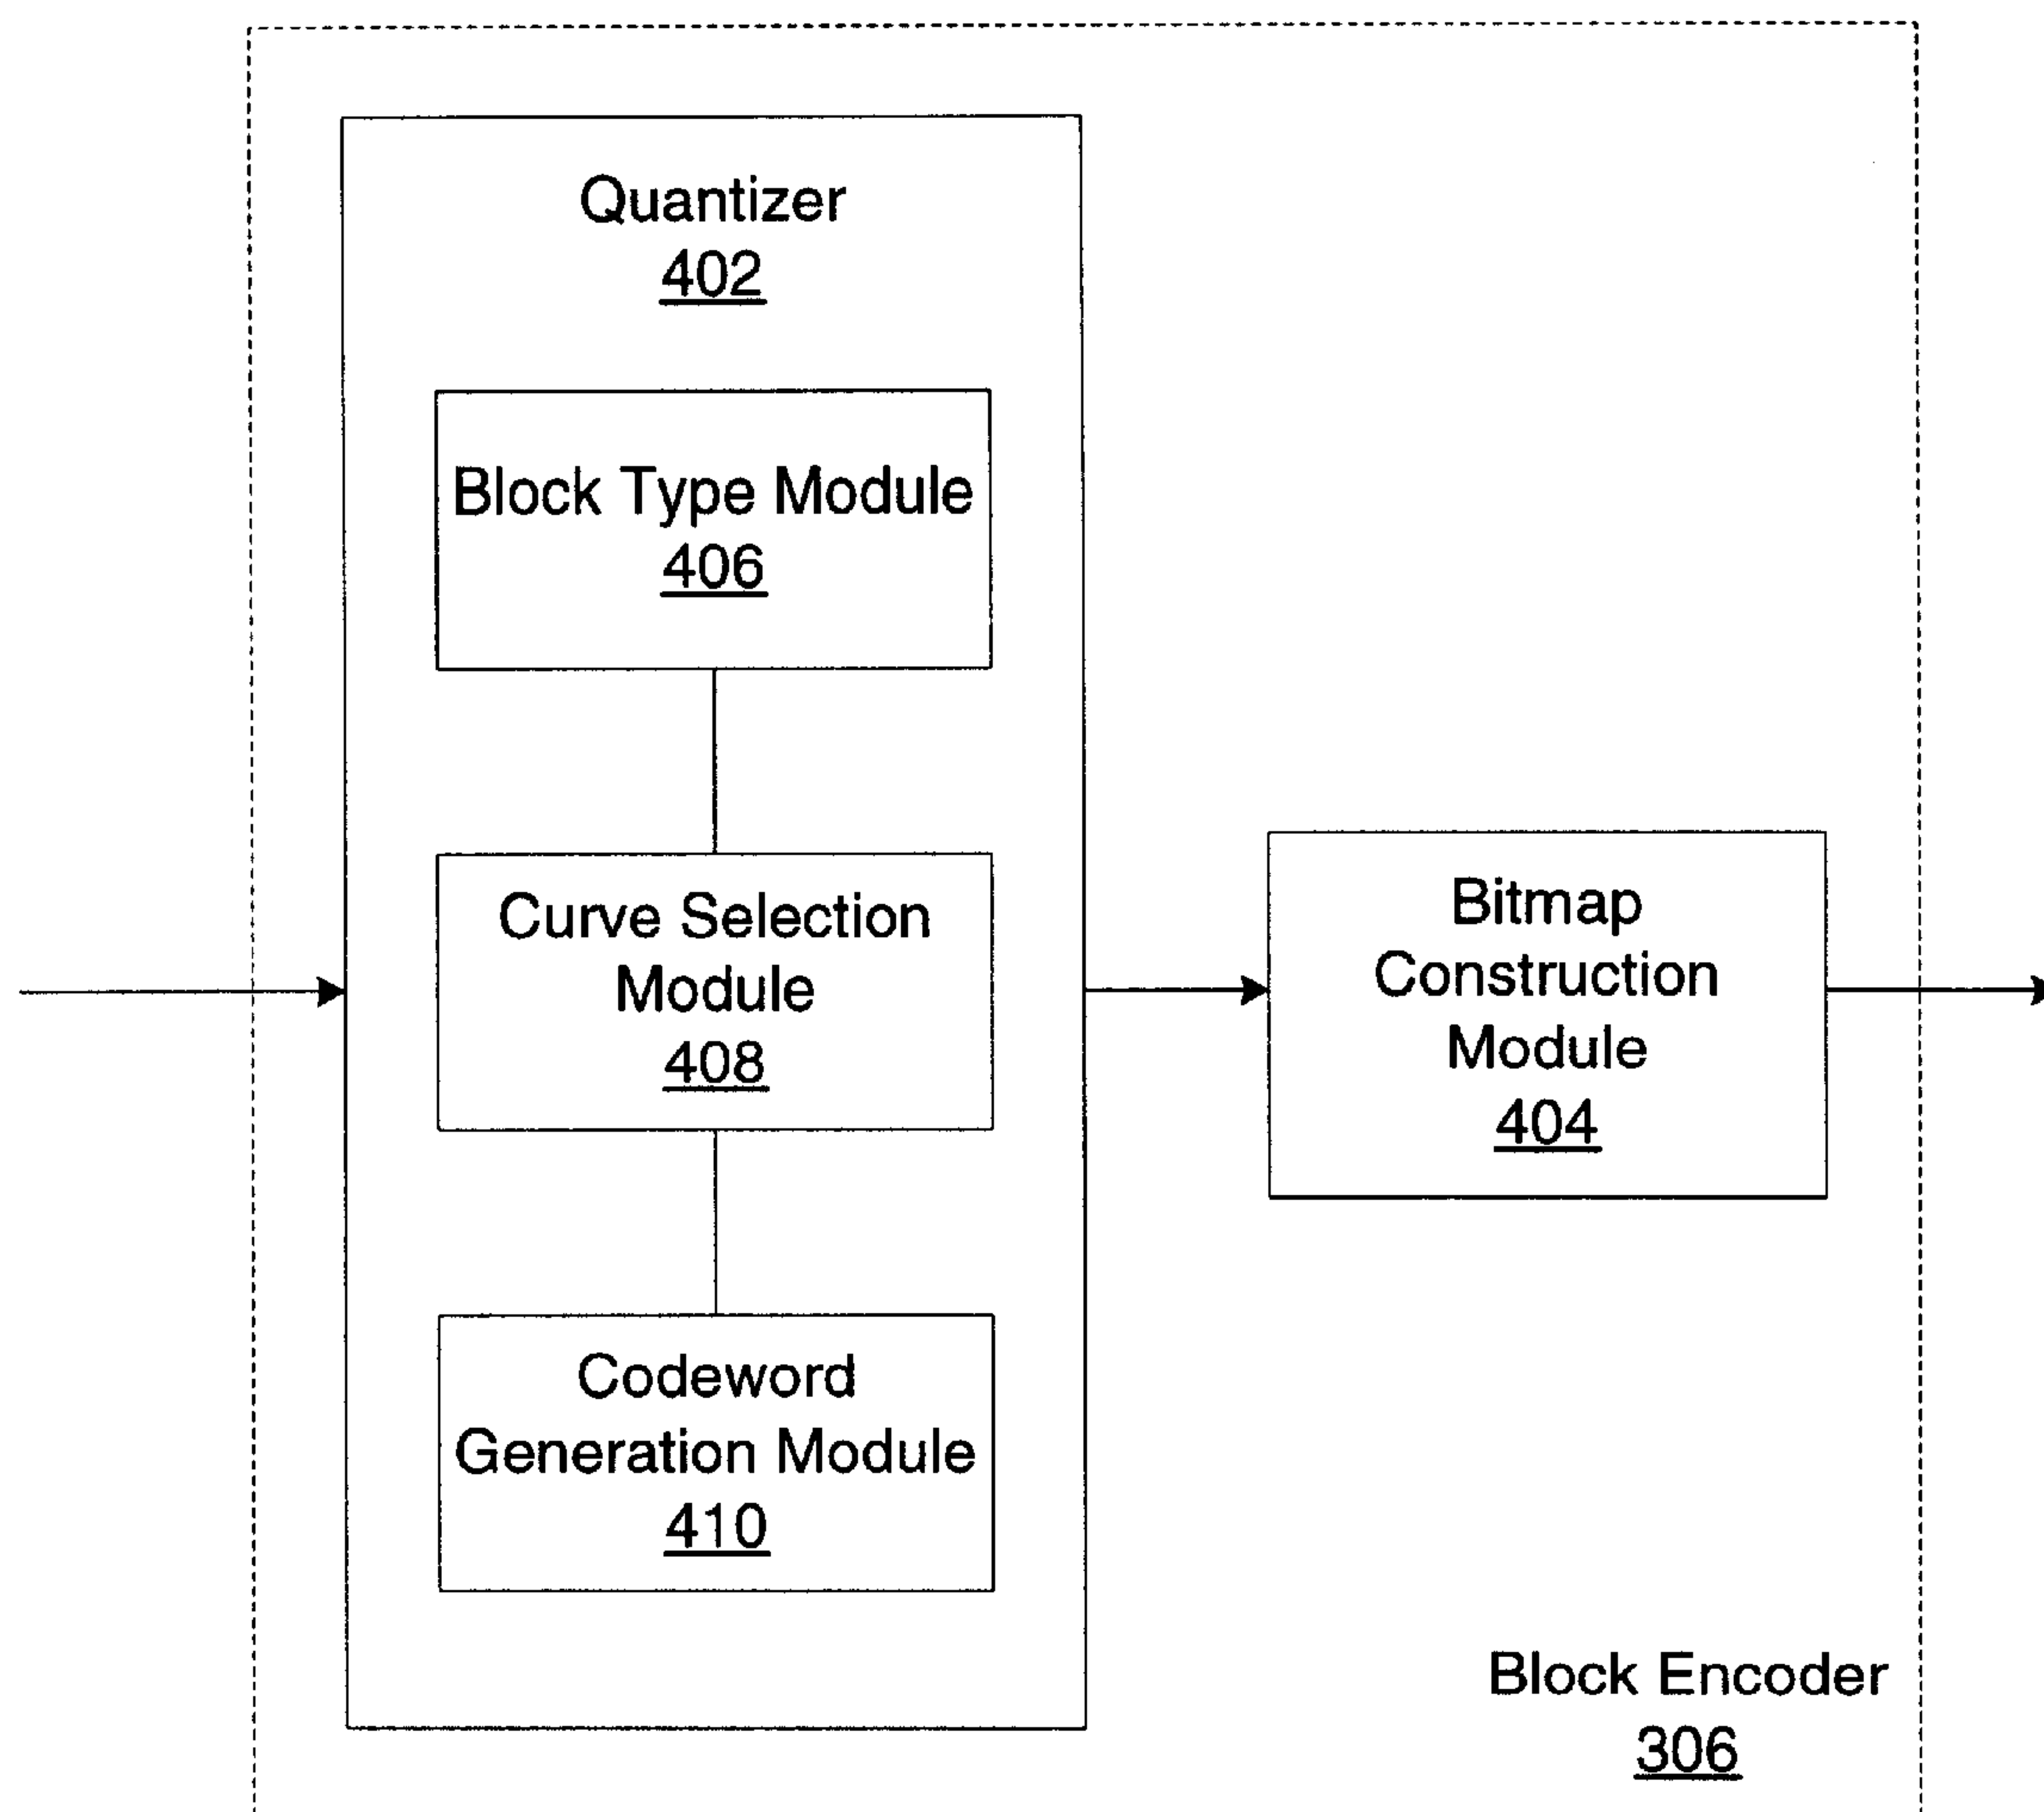 Quantizer
402
Block Type Module
406
Curve Selection
Module
408
Codeword
Generation Module
410
Bitmap
Construction
Module
404
Block Encoder
306